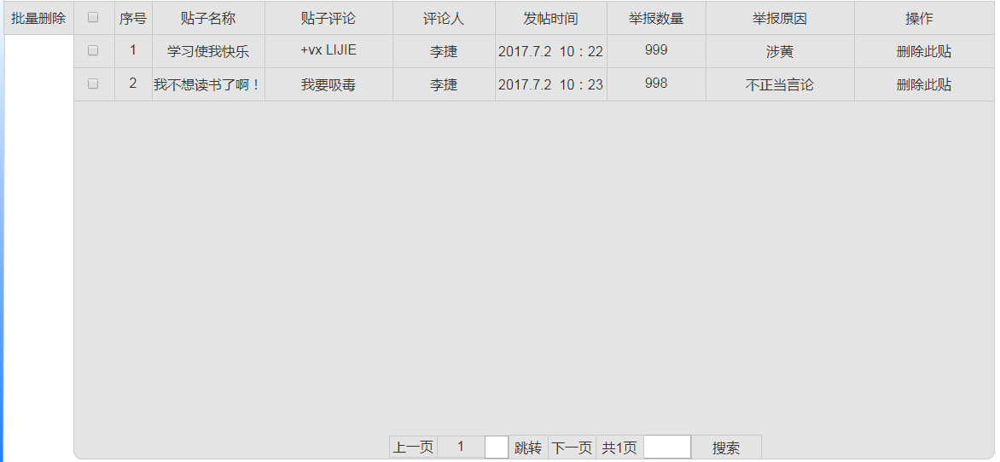 批量删除 序号 贴子名称 贴子评论 评论人 发帖时间 举报数量 举报原因 操作
1 学习使我快乐 +vx LIJIE 李捷 2017.7.2 10：22 999 涉黄 删除此贴
2 我不想读书了啊！ 我要吸毒 李捷 2017.7.2 10：23 998 不正当言论 删除此贴
上一页 1 跳转 下一页 共1页 搜索